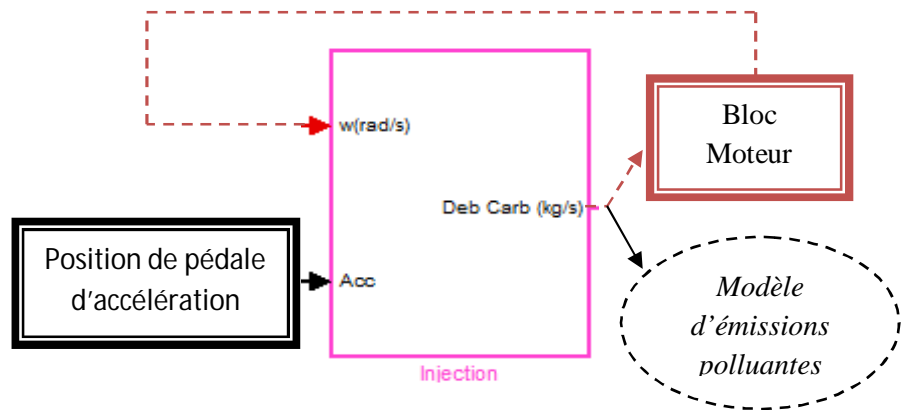 Bloc
Moteur
w(rad/s)
Deb Carb (kg/s)
Position de pédale
d'accélération
Acc
Modèle
d'émissions
polluantes
Injection